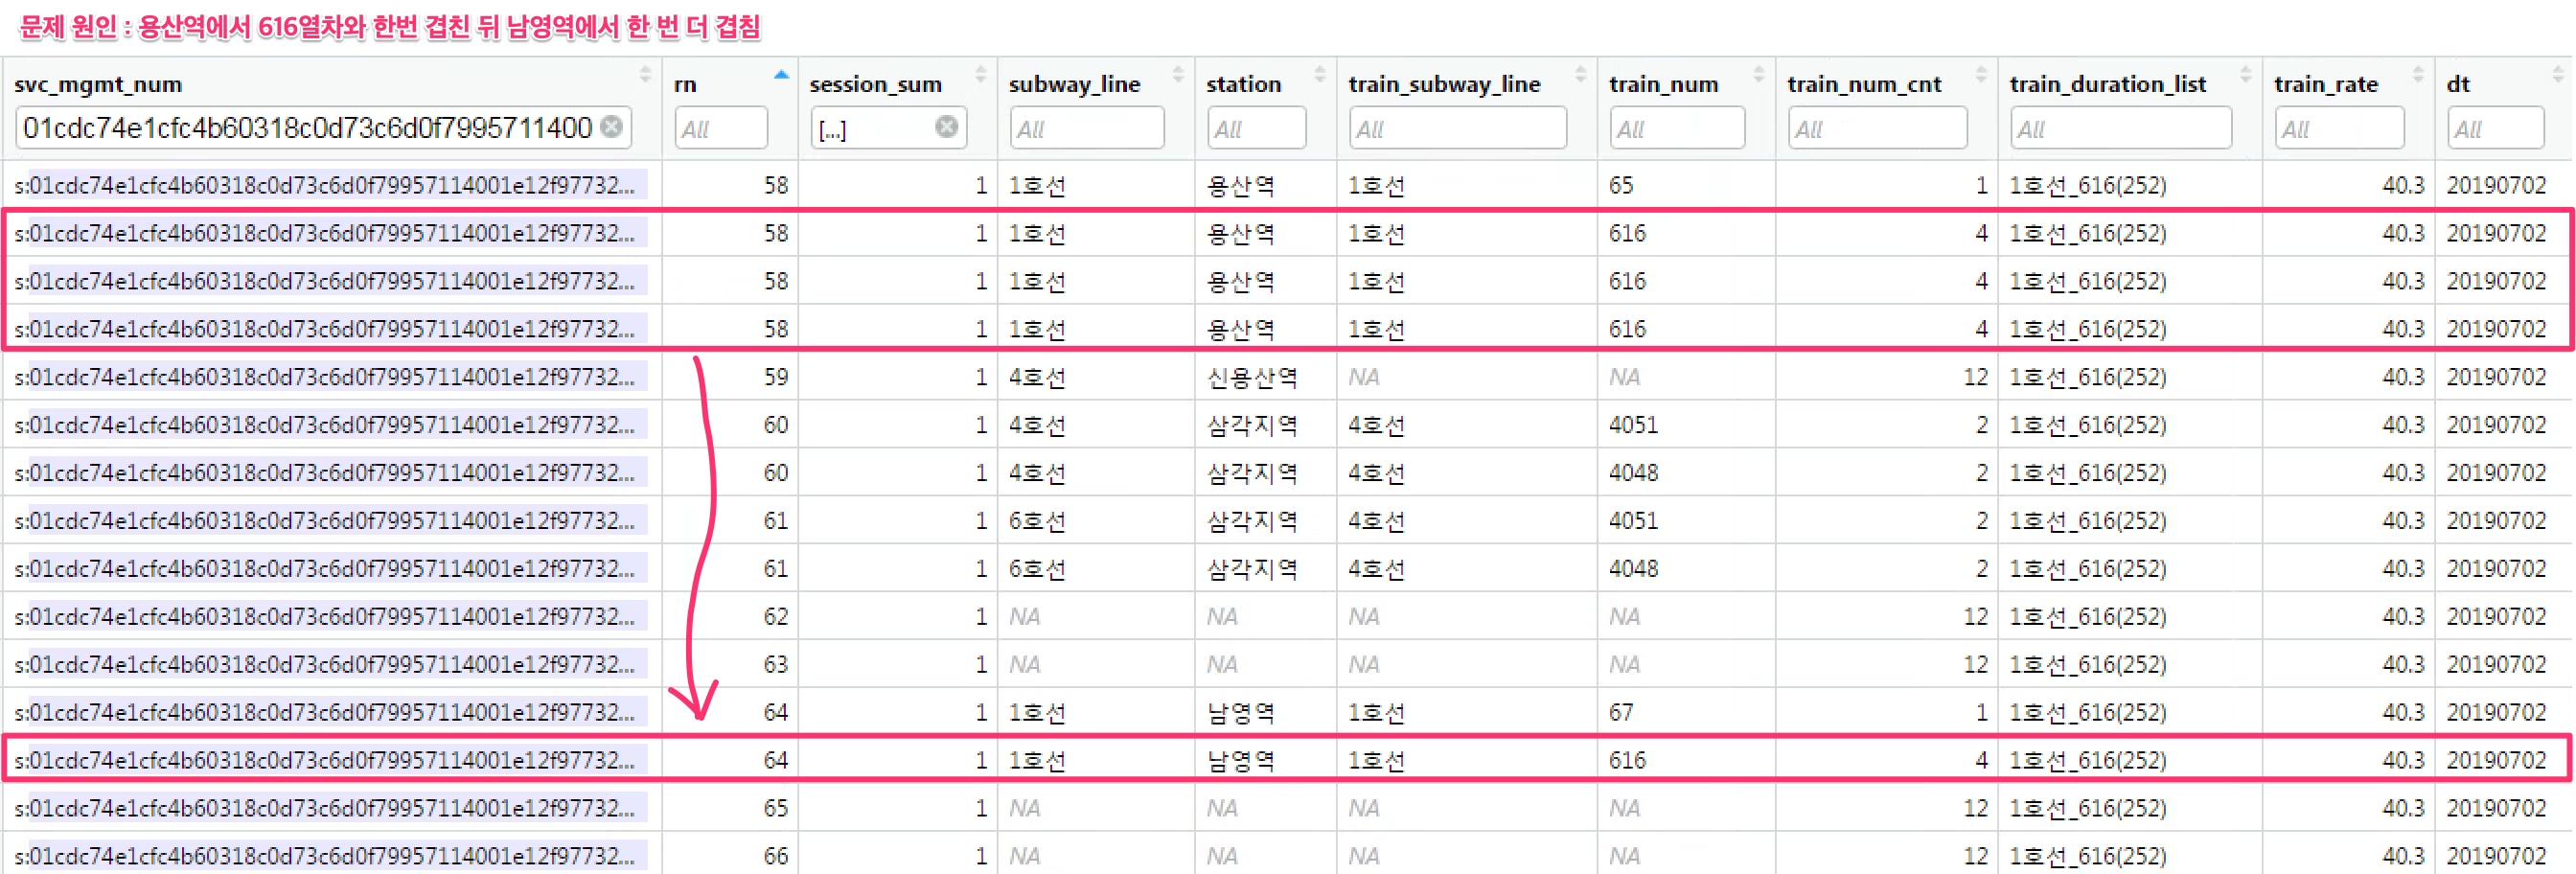 문제 원인 : 용산역에서 616열차와 한번 겹친 뒤 남영역에서 한 번 더 겹침
svc_mgmt_num rn session_sum subway_line station train_subway_line train_num train_num_cnt train_duration_list train_rate dt
01cdc74e1cfc4b60318c0d73c6d0f7995711400 All [...] All All All All All All All All
s:01cdc74e1cfc4b60318c0d73c6d0f79957114001e12f97732... 58 1 1호선 용산역 1호선 65 1 1호선_616(252) 40.3 20190702
s:01cdc74e1cfc4b60318c0d73c6d0f79957114001e12f97732... 58 1 1호선 용산역 1호선 616 4 1호선_616(252) 40.3 20190702
s:01cdc74e1cfc4b60318c0d73c6d0f79957114001e12f97732... 58 1 1호선 용산역 1호선 616 4 1호선_616(252) 40.3 20190702
s:01cdc74e1cfc4b60318c0d73c6d0f79957114001e12f97732... 58 1 1호선 용산역 1호선 616 4 1호선_616(252) 40.3 20190702
s:01cdc74e1cfc4b60318c0d73c6d0f79957114001e12f97732... 59 1 4호선 신용산역 NA NA 12 1호선_616(252) 40.3 20190702
s:01cdc74e1cfc4b60318c0d73c6d0f79957114001e12f97732... 60 1 4호선 삼각지역 4호선 4051 2 1호선_616(252) 40.3 20190702
s:01cdc74e1cfc4b60318c0d73c6d0f79957114001e12f97732... 60 1 4호선 삼각지역 4호선 4048 2 1호선_616(252) 40.3 20190702
s:01cdc74e1cfc4b60318c0d73c6d0f79957114001e12f97732... 61 1 6호선 삼각지역 4호선 4051 2 1호선_616(252) 40.3 20190702
s:01cdc74e1cfc4b60318c0d73c6d0f79957114001e12f97732... 61 1 6호선 삼각지역 4호선 4048 2 1호선_616(252) 40.3 20190702
s:01cdc74e1cfc4b60318c0d73c6d0f79957114001e12f97732... 62 1 NA NA NA NA 12 1호선_616(252) 40.3 20190702
s:01cdc74e1cfc4b60318c0d73c6d0f79957114001e12f97732... 63 1 NA NA NA NA 12 1호선_616(252) 40.3 20190702
s:01cdc74e1cfc4b60318c0d73c6d0f79957114001e12f97732... 64 1 1호선 남영역 1호선 67 1 1호선_616(252) 40.3 20190702
s:01cdc74e1cfc4b60318c0d73c6d0f79957114001e12f97732... 64 1 1호선 남영역 1호선 616 4 1호선_616(252) 40.3 20190702
s:01cdc74e1cfc4b60318c0d73c6d0f79957114001e12f97732... 65 1 NA NA NA NA 12 1호선_616(252) 40.3 20190702
s:01cdc74e1cfc4b60318c0d73c6d0f79957114001e12f97732... 66 1 NA NA NA NA 12 1호선_616(252) 40.3 20190702